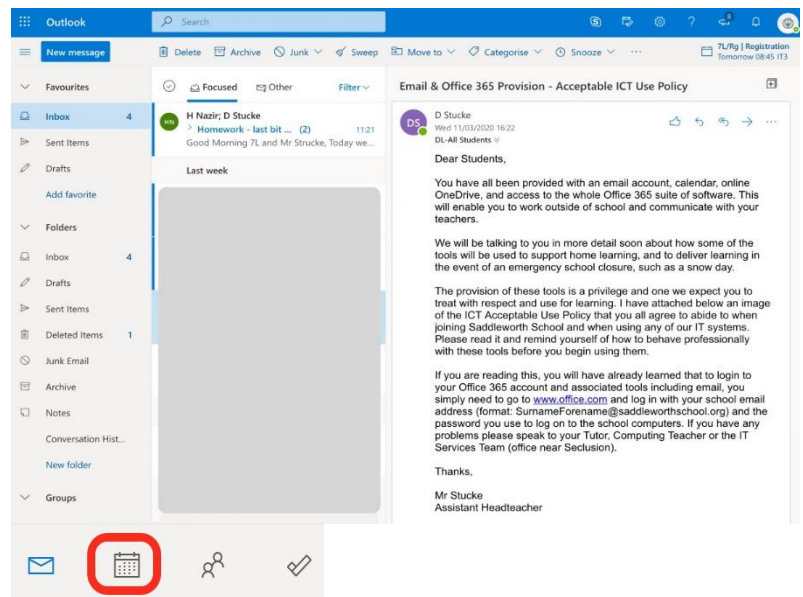 Outlook
Search
New message
Delete
Archive
Junk
Sweep
Move to
Categorise
Snooze
7L/Rg | Registration
Tomorrow 08:45 IT3
Favourites
Inbox 4
Sent Items
Drafts
Add favorite
Folders
Inbox 4
Drafts
Sent Items
Deleted Items 1
Junk Email
Archive
Notes
Conversation Hist...
New folder
Groups
Focused
Other
Filter
HN
H Nazir; D Stucke
Homework - last bit ... (2) 11:21
Good Morning 7L and Mr Strucke, Today we...
Last week
Email & Office 365 Provision - Acceptable ICT Use Policy
DS
D Stucke
Wed 11/03/2020 16:22
DL-All Students
Dear Students,
You have all been provided with an email account, calendar, online
OneDrive, and access to the whole Office 365 suite of software. This
will enable you to work outside of school and communicate with your
teachers.
We will be talking to you in more detail soon about how some of the
tools will be used to support home learning, and to deliver learning in
the event of an emergency school closure, such as a snow day.
The provision of these tools is a privilege and one we expect you to
treat with respect and use for learning. I have attached below an image
of the ICT Acceptable Use Policy that you all agree to abide to when
joining Saddleworth School and when using any of our IT systems.
Please read it and remind yourself of how to behave professionally
with these tools before you begin using them.
If you are reading this, you will have already learned that to login to
your Office 365 account and associated tools including email, you
simply need to go to www.office.com and log in with your school email
address (format: SurnameForename@saddleworthschool.org) and the
password you use to log on to the school computers. If you have any
problems please speak to your Tutor, Computing Teacher or the IT
Services Team (office near Seclusion).
Thanks,
Mr Stucke
Assistant Headteacher